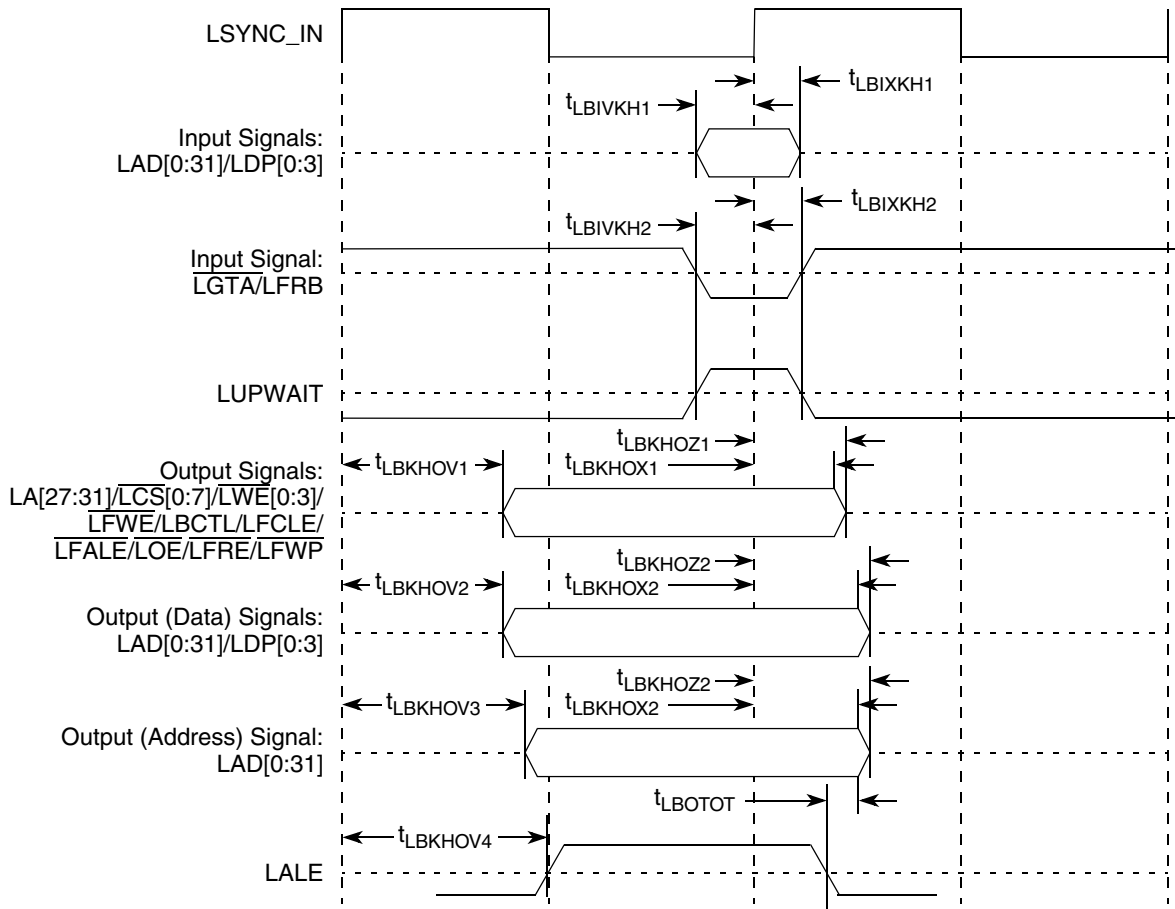 LSYNC_IN
tLBIXKH1
tLBIVKH1
Input Signals:
LAD[0:31]/LDP[0:3]
tLBIXKH2
tLBIVKH2
Input Signal:
LGTA/LFRB
LUPWAIT
tLBKHOZ1
tLBKHOV1
tLBKHOX1
Output Signals:
LA[27:31]/LCS[0:7]/LWE[0:3]/
LFWE/LBCTL/LFCLE/
LFALE/LOE/LFRE/LFWP
tLBKHOZ2
tLBKHOV2
tLBKHOX2
Output (Data) Signals:
LAD[0:31]/LDP[0:3]
tLBKHOZ2
tLBKHOV3
tLBKHOX2
Output (Address) Signal:
LAD[0:31]
tLBOTOT
tLBKHOV4
LALE